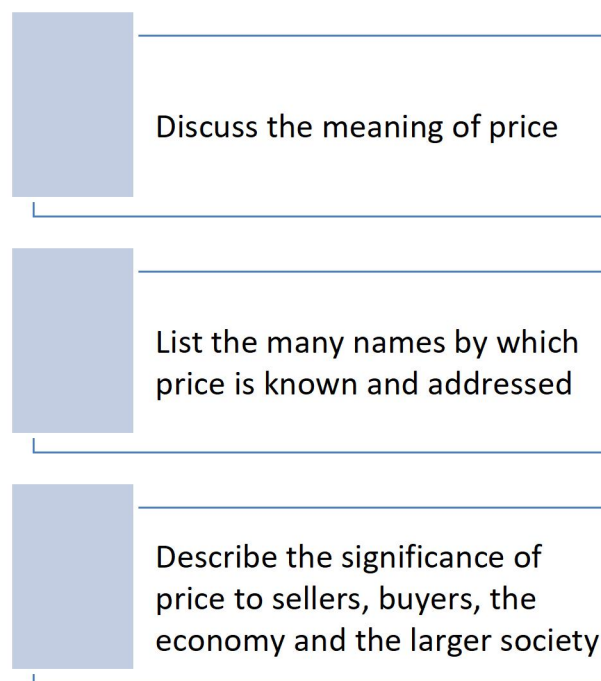 Discuss the meaning of price
List the many names by which
price is known and addressed
Describe the significance of
price to sellers, buyers, the
economy and the larger society